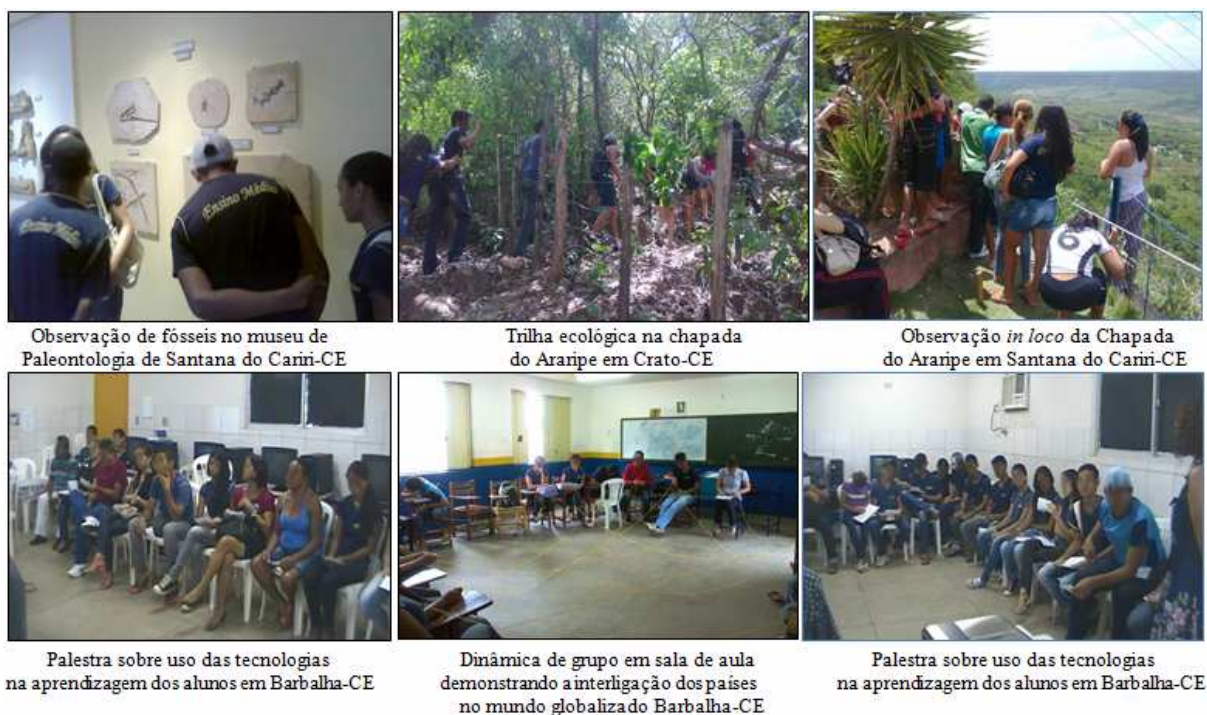 Ensino Médio
Ensino Médio
Observação de fósseis no museu de
Paleontologia de Santana do Cariri-CE
Trilha ecológica na chapada
do Araripe em Crato-CE
Observação in loco da Chapada
do Araripe em Santana do Cariri-CE
6
Palestra sobre uso das tecnologias
na aprendizagem dos alunos em Barbalha-CE
Dinâmica de grupo em sala de aula
demonstrando a interligação dos países
no mundo globalizado Barbalha-CE
Palestra sobre uso das tecnologias
na aprendizagem dos alunos em Barbalha-CE